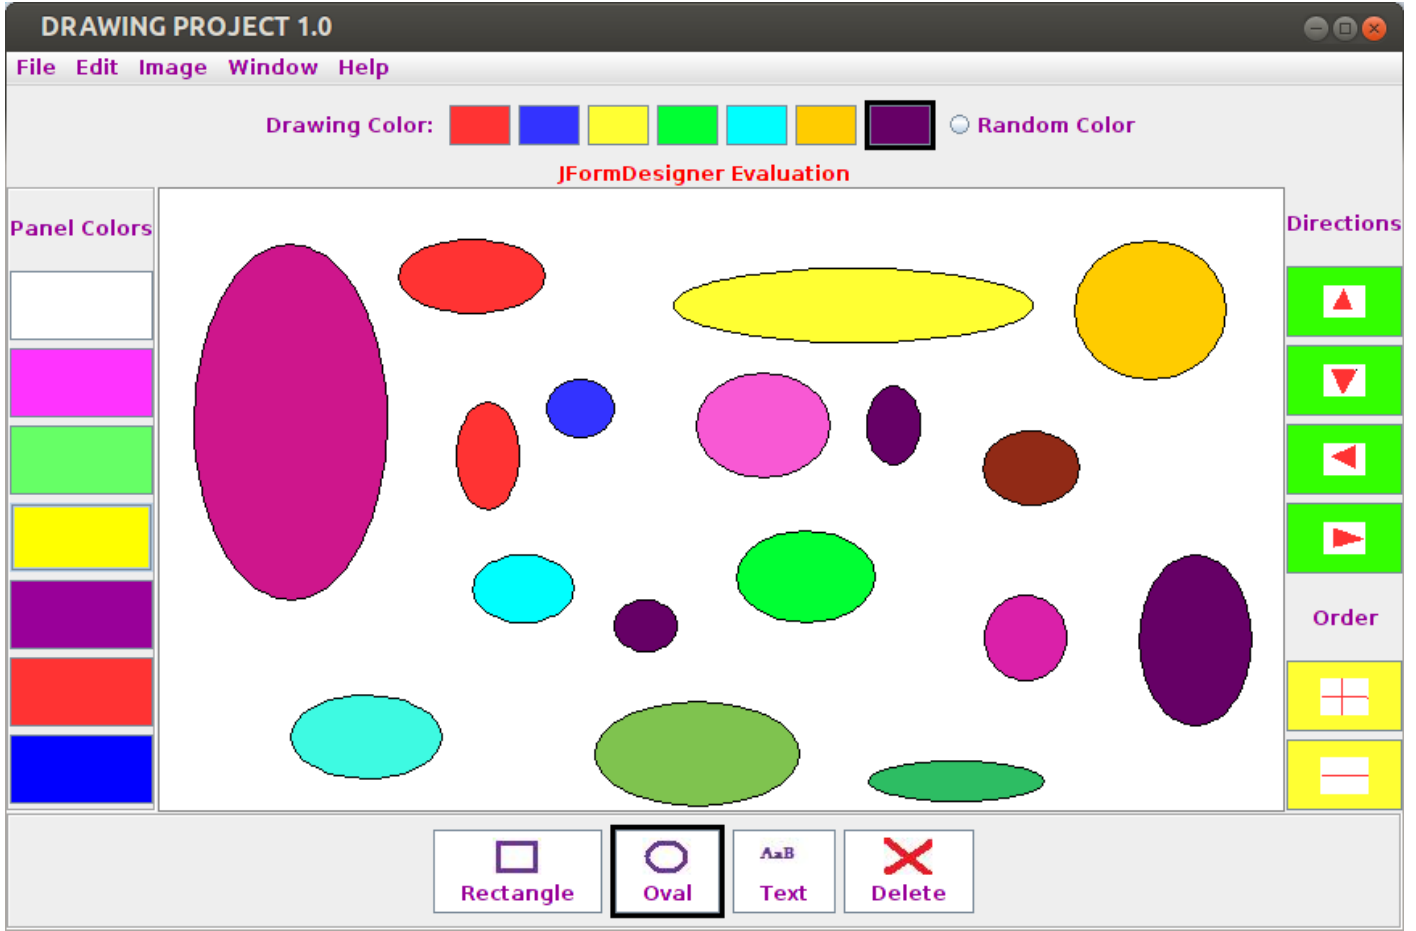 DRAWING PROJECT 1.0
File Edit Image Window Help
Drawing Color: Random Color
JFormDesigner Evaluation
Panel Colors
Directions
Order
Rectangle
Oval
AaB
Text
Delete